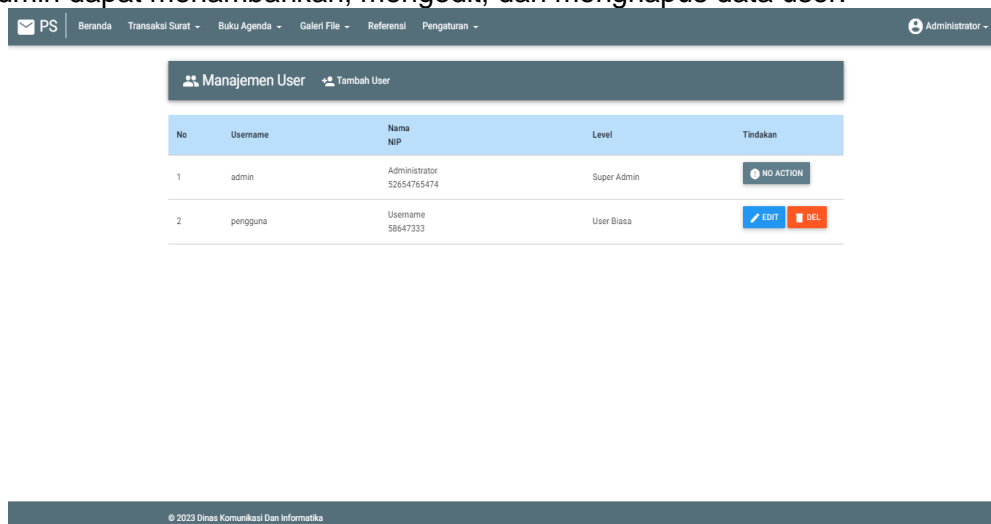 dmin dapat menambahkan, mengedit, dan menghapus data user.
PS Beranda Transaksi Surat Buku Agenda Galeri File Referensi Pengaturan Administrator
Manajemen User Tambah User
No Username Nama NIP Level Tindakan
1 admin Administrator 52654765474 Super Admin NO ACTION
2 pengguna Username 58647333 User Biasa EDIT DEL
© 2023 Dinas Komunikasi Dan Informatika